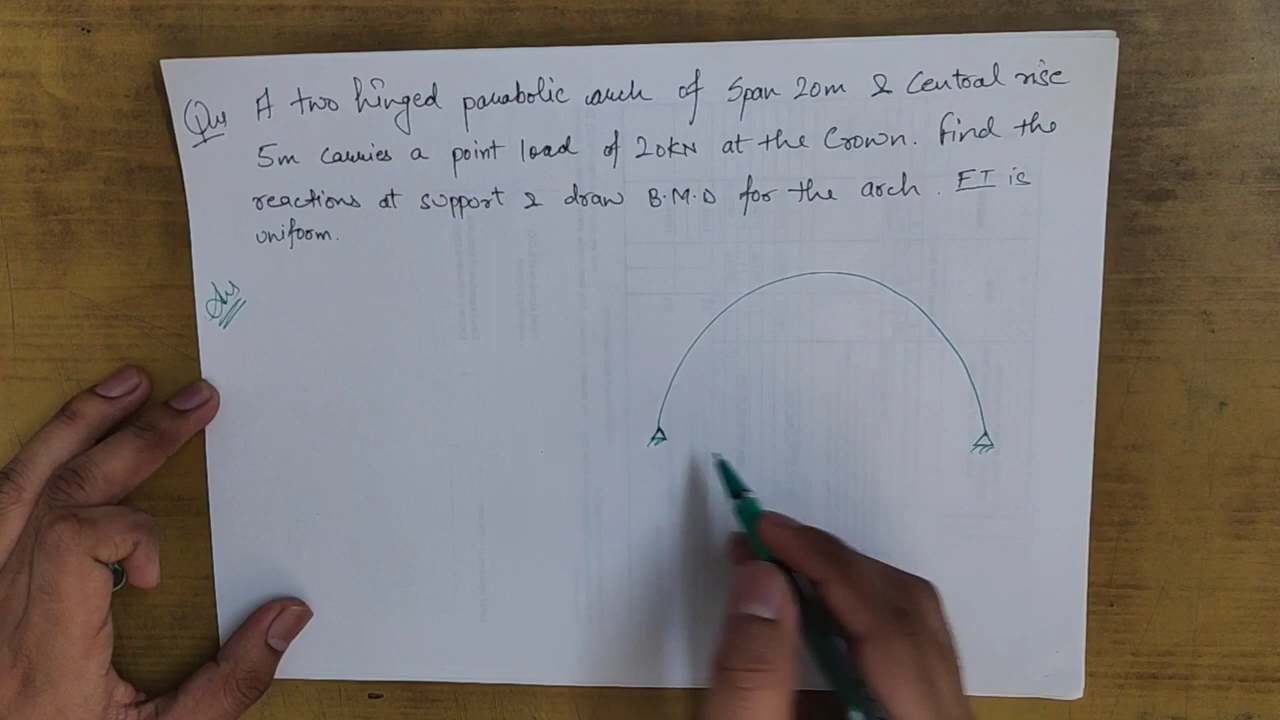 Qus A two hinged parabolic arch of Span 20m & Central rise
5m carries a point load of 20KN at the Crown. Find the
reactions at support & draw B.M.D for the arch. EI is
uniform.
Ans